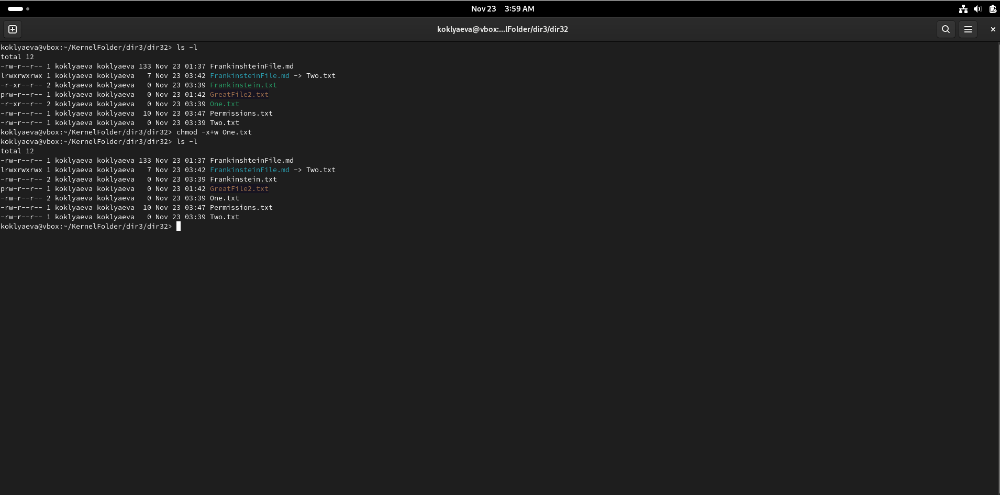 Nov 23 3:59 AM
koklyaeva@vbox:...lFolder/dir3/dir32
koklyaeva@vbox:~/KernelFolder/dir3/dir32> ls -l
total 12
-rw-r--r-- 1 koklyaeva koklyaeva 133 Nov 23 01:37 FrankinshteinFile.md
lrwxrwxrwx 1 koklyaeva koklyaeva   7 Nov 23 03:42 FrankinsteinFile.md -> Two.txt
-r-xr--r-- 2 koklyaeva koklyaeva   0 Nov 23 03:39 Frankinstein.txt
prw-r--r-- 1 koklyaeva koklyaeva   0 Nov 23 01:42 GreatFile2.txt
-r-xr--r-- 2 koklyaeva koklyaeva   0 Nov 23 03:39 One.txt
-rw-r--r-- 1 koklyaeva koklyaeva  10 Nov 23 03:47 Permissions.txt
-rw-r--r-- 1 koklyaeva koklyaeva   0 Nov 23 03:39 Two.txt
koklyaeva@vbox:~/KernelFolder/dir3/dir32> chmod -x+w One.txt
koklyaeva@vbox:~/KernelFolder/dir3/dir32> ls -l
total 12
-rw-r--r-- 1 koklyaeva koklyaeva 133 Nov 23 01:37 FrankinshteinFile.md
lrwxrwxrwx 1 koklyaeva koklyaeva   7 Nov 23 03:42 FrankinsteinFile.md -> Two.txt
-rw-r--r-- 2 koklyaeva koklyaeva   0 Nov 23 03:39 Frankinstein.txt
prw-r--r-- 1 koklyaeva koklyaeva   0 Nov 23 01:42 GreatFile2.txt
-rw-r--r-- 2 koklyaeva koklyaeva   0 Nov 23 03:39 One.txt
-rw-r--r-- 1 koklyaeva koklyaeva  10 Nov 23 03:47 Permissions.txt
-rw-r--r-- 1 koklyaeva koklyaeva   0 Nov 23 03:39 Two.txt
koklyaeva@vbox:~/KernelFolder/dir3/dir32>